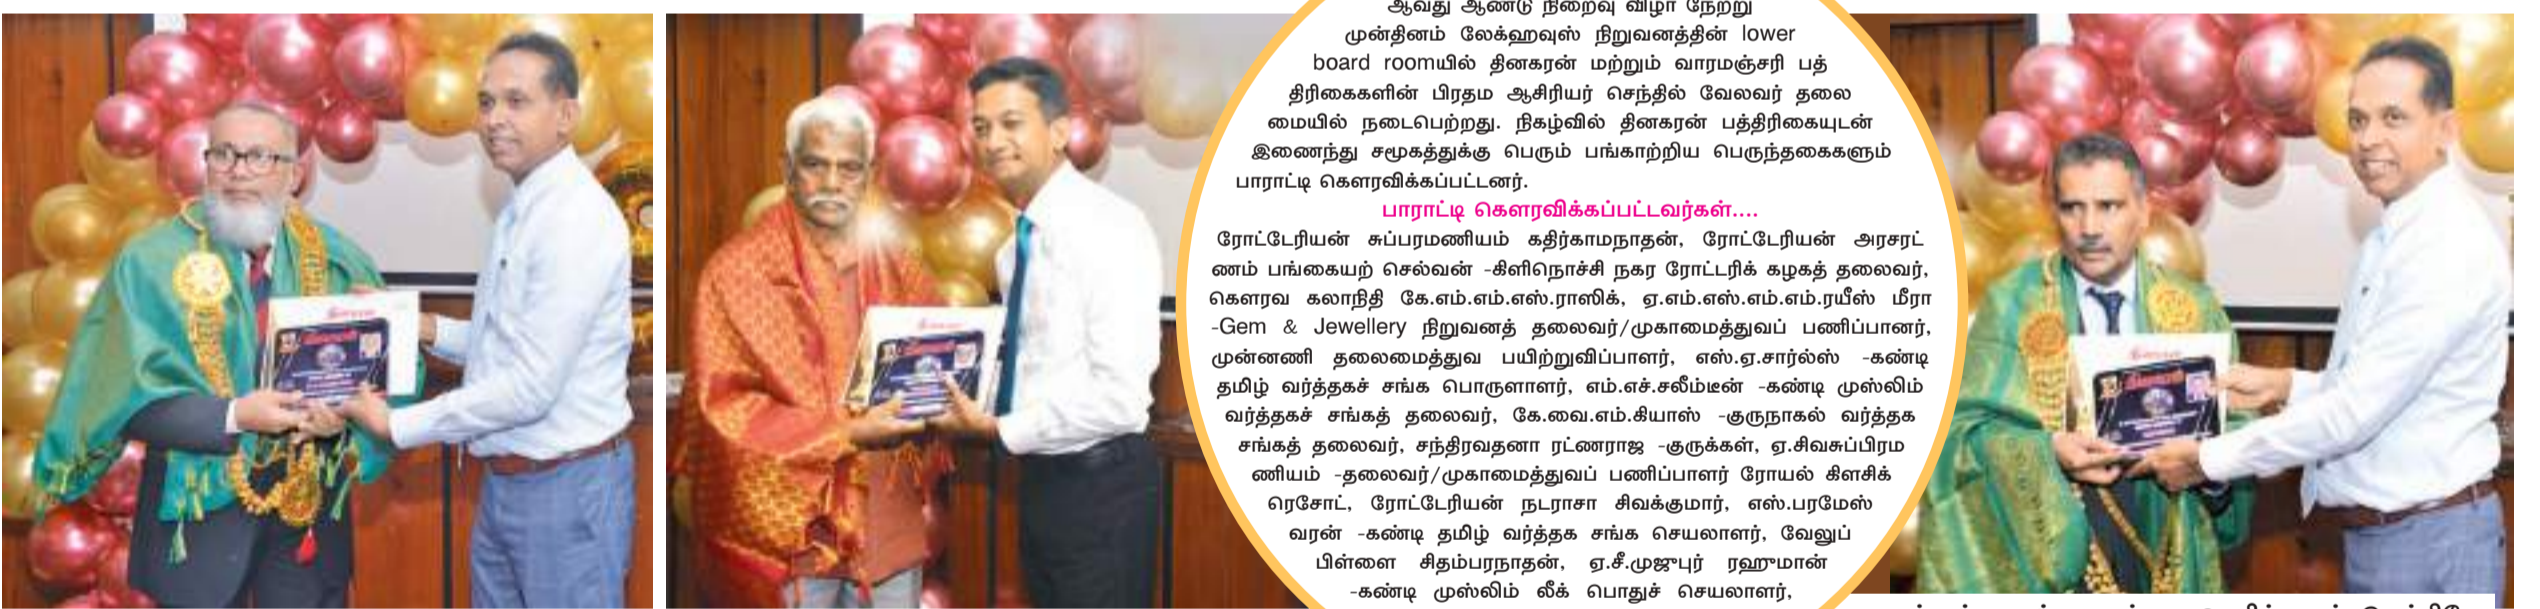 ஆவது ஆண்டு நிறைவு விழா நேற்று
முன்தினம் லேக்ஹவுஸ் நிறுவனத்தின் lower
board roomயில் தினகரன் மற்றும் வாரமஞ்சரி பத்
திரிகைகளின் பிரதம ஆசிரியர் செந்தில் வேலவர் தலை
மையில் நடைபெற்றது. நிகழ்வில் தினகரன் பத்திரிகையுடன்
இணைந்து சமூகத்துக்கு பெரும் பங்காற்றிய பெருந்தகைகளும்
பாராட்டி கௌரவிக்கப்பட்டனர்.
பாராட்டி கௌரவிக்கப்பட்டவர்கள்....
ரோட்டேரியன் சுப்பரமணியம் கதிர்காமநாதன், ரோட்டேரியன் அரசரட்
ணம் பங்கையற் செல்வன் -கிளிநொச்சி நகர ரோட்டரிக் கழகத் தலைவர்,
கௌரவ கலாநிதி கே.எம்.எம்.எஸ்.ராஸிக், ஏ.எம்.எஸ்.எம்.எம்.ரயீஸ் மீரா
-Gem & Jewellery நிறுவனத் தலைவர்/முகாமைத்துவப் பணிப்பானர்,
முன்னணி தலைமைத்துவ பயிற்றுவிப்பாளர், எஸ்.ஏ.சார்ல்ஸ் -கண்டி
தமிழ் வர்த்தகச் சங்க பொருளாளர், எம்.எச்.சலீம்டீன் -கண்டி முஸ்லிம்
வர்த்தகச் சங்கத் தலைவர், கே.வை.எம்.கியாஸ் -குருநாகல் வர்த்தக
சங்கத் தலைவர், சந்திரவதனா ரட்ணராஜ -குருக்கள், ஏ.சிவசுப்பிரம
ணியம் -தலைவர்/முகாமைத்துவப் பணிப்பாளர் ரோயல் கிளசிக்
ரெசோட், ரோட்டேரியன் நடராசா சிவக்குமார், எஸ்.பரமேஸ்
வரன் -கண்டி தமிழ் வர்த்தக சங்க செயலாளர், வேலுப்
பிள்ளை சிதம்பரநாதன், ஏ.சீ.முஜுபுர் ரஹுமான்
-கண்டி முஸ்லிம் லீக் பொதுச் செயலாளர்,